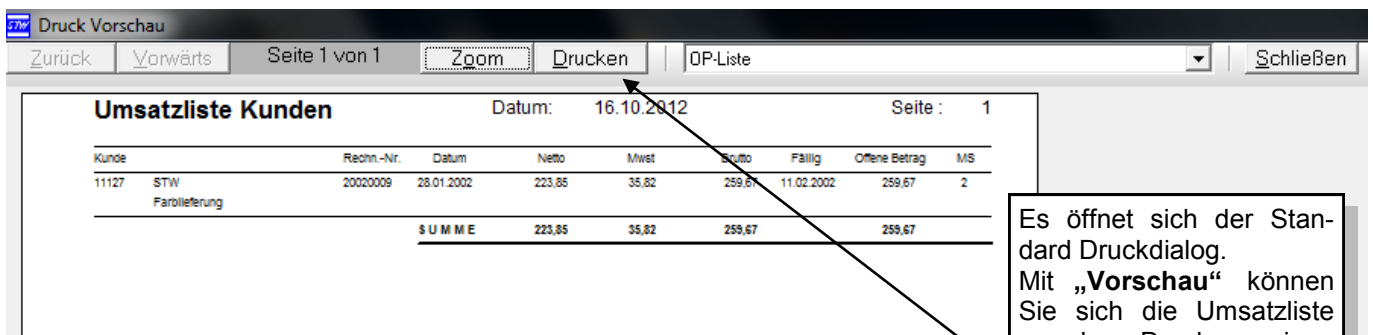 STW Druck Vorschau
Zurück Vorwärts Seite 1 von 1 Zoom Drucken OP-Liste Schließen
Umsatzliste Kunden Datum: 16.10.2012 Seite : 1
Kunde Rechn.-Nr. Datum Netto Mwst Brutto Fällig Offene Betrag MS
11127 STW 20020009 28.01.2002 223,85 35,82 259,67 11.02.2002 259,67 2
Farblieferung
S U M M E 223,85 35,82 259,67 259,67
Es öffnet sich der Stan-
dard Druckdialog.
Mit „Vorschau“ können
Sie sich die Umsatzliste